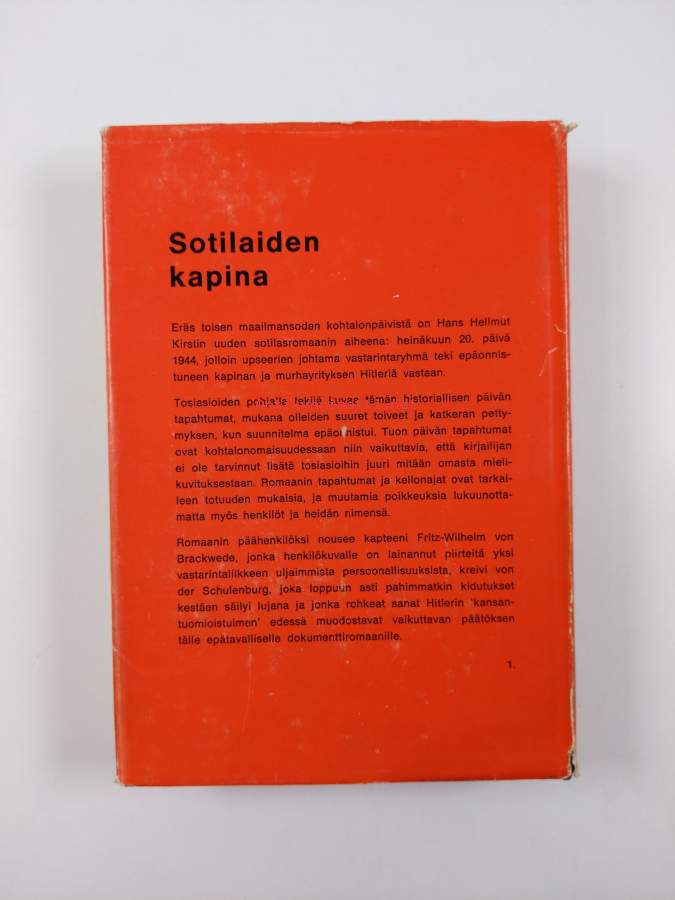 Sotilaiden
kapina
Eräs toisen maailmansodan kohtalonpäivistä on Hans Hellmut
Kirstin uuden sotilasromaanin aiheena: heinäkuun 20. päivä
1944, jolloin upseerien johtama vastarintaryhmä teki epäonnis-
tuneen kapinan ja murhayrityksen Hitleriä vastaan.
Tosiasioiden pohjalta tekijä kuvaa tämän historiallisen päivän
tapahtumat, mukana olleiden suuret toiveet ja katkeran petty-
myksen, kun suunnitelma epäonnistui. Tuon päivän tapahtumat
ovat kohtalonomaisuudessaan niin vaikuttavia, että kirjailijan
ei ole tarvinnut lisätä tosiasioihin juuri mitään omasta mieli-
kuvituksestaan. Romaanin tapahtumat ja kellonajat ovat tarkal-
leen totuuden mukaisia, ja muutamia poikkeuksia lukuunotta-
matta myös henkilöt ja heidän nimensä.
Romaanin päähenkilöksi nousee kapteeni Fritz-Wilhelm von
Brackwede, jonka henkilökuvalle on lainannut piirteitä yksi
vastarintaliikkeen uljaimmista persoonallisuuksista, kreivi von
der Schulenburg, joka loppuun asti pahimmatkin kidutukset
kestäen säilyi lujana ja jonka rohkeat sanat Hitlerin 'kansan-
tuomioistuimen' edessä muodostavat vaikuttavan päätöksen
tälle epätavalliselle dokumenttiromaanille.
1.